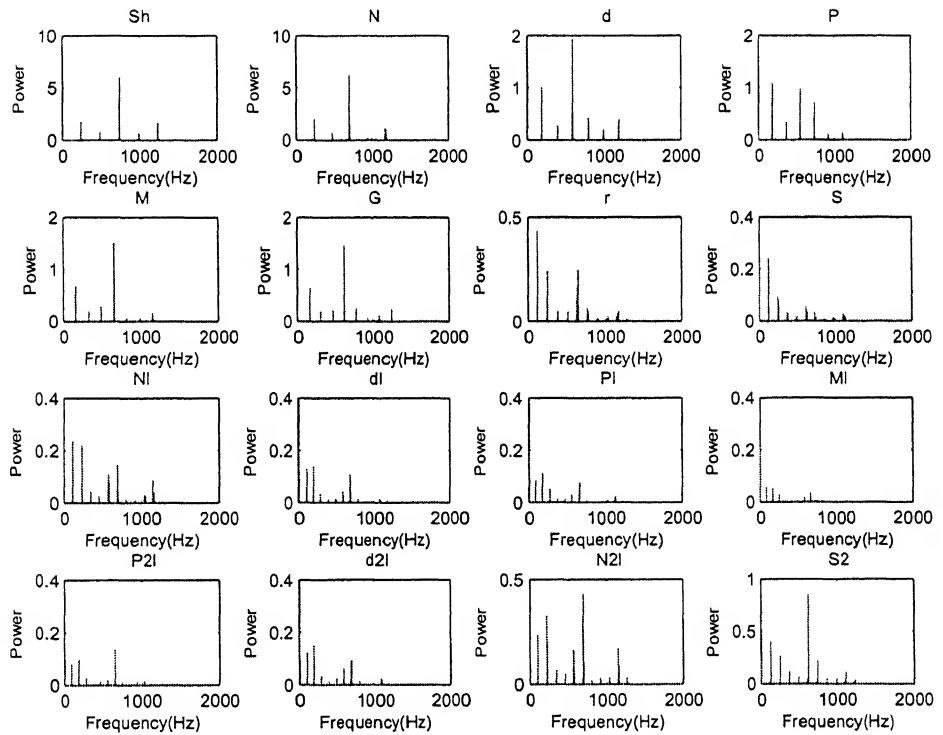 Sh N d P
10 10 2 2
Power 5 Power 5 Power 1 Power 1
0 0 0 0
0 1000 2000 0 1000 2000 0 1000 2000 0 1000 2000
Frequency(Hz) Frequency(Hz) Frequency(Hz) Frequency(Hz)
M G r S
2 2 0.5 0.4
Power 1 Power 1 Power Power 0.2
0 0 0 0
0 1000 2000 0 1000 2000 0 1000 2000 0 1000 2000
Frequency(Hz) Frequency(Hz) Frequency(Hz) Frequency(Hz)
Nl dl Pl Ml
0.4 0.4 0.4 0.4
Power 0.2 Power 0.2 Power 0.2 Power 0.2
0 0 0 0
0 1000 2000 0 1000 2000 0 1000 2000 0 1000 2000
Frequency(Hz) Frequency(Hz) Frequency(Hz) Frequency(Hz)
P2l d2l N2l S2
0.4 0.4 0.5 1
Power 0.2 Power 0.2 Power Power 0.5
0 0 0 0
0 1000 2000 0 1000 2000 0 1000 2000 0 1000 2000
Frequency(Hz) Frequency(Hz) Frequency(Hz) Frequency(Hz)